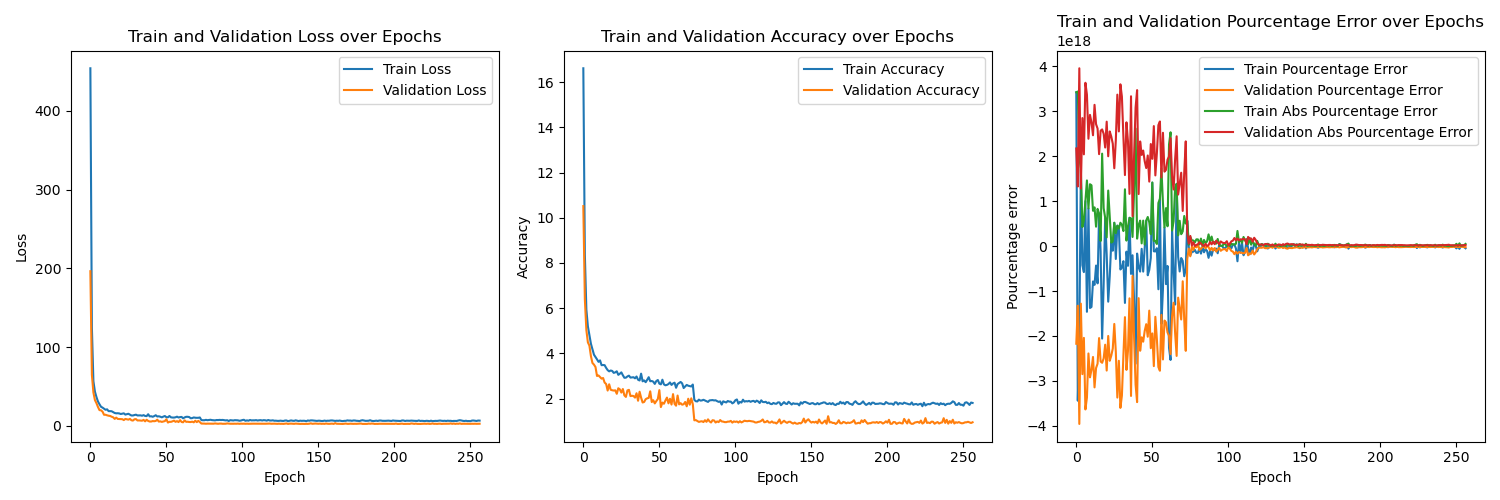 Train and Validation Loss over Epochs
Train Loss
Validation Loss
400
300
200
100
0
Loss
0
50
100
150
200
250
Epoch
Train and Validation Accuracy over Epochs
Train Accuracy
Validation Accuracy
16
14
12
10
8
6
4
2
Accuracy
0
50
100
150
200
250
Epoch
Train and Validation Pourcentage Error over Epochs
1e18
Train Pourcentage Error
Validation Pourcentage Error
Train Abs Pourcentage Error
Validation Abs Pourcentage Error
4
3
2
1
0
−1
−2
−3
−4
Pourcentage error
0
50
100
150
200
250
Epoch